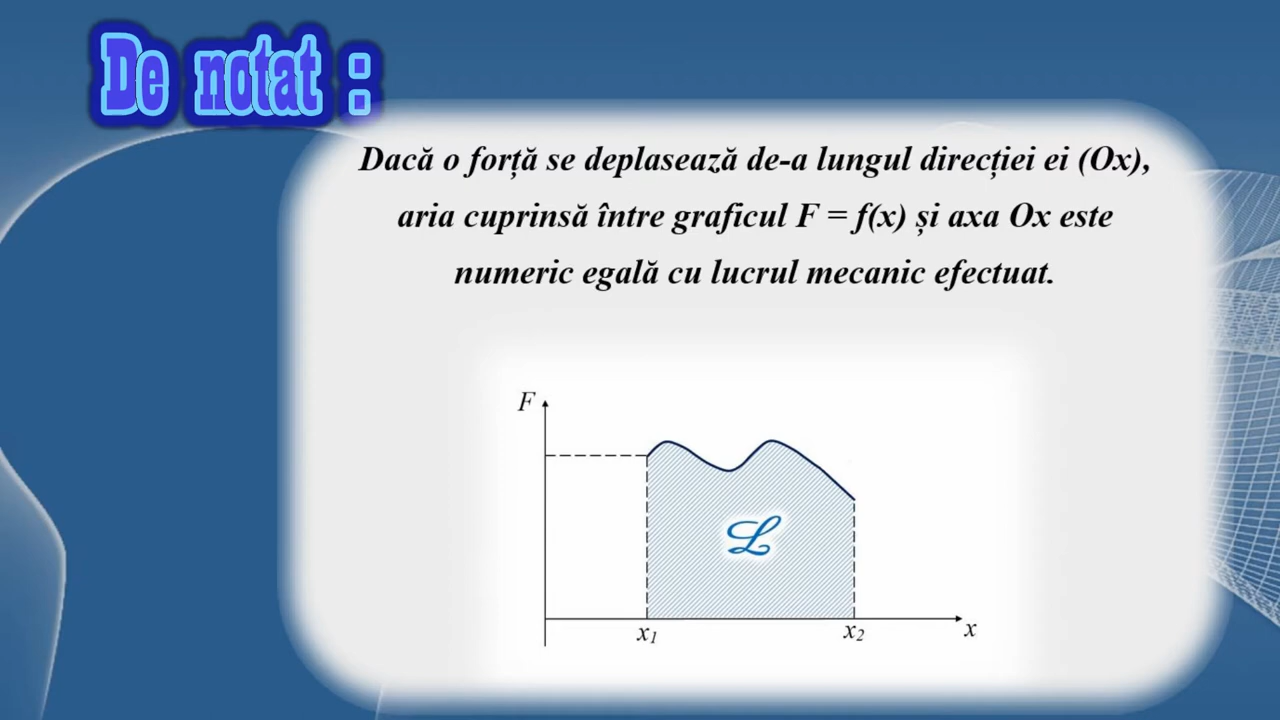 De notat :
Dacă o forță se deplasează de-a lungul direcției ei (Ox),
aria cuprinsă între graficul F = f(x) și axa Ox este
numeric egală cu lucrul mecanic efectuat.
F
ℒ
x₁
x₂
x